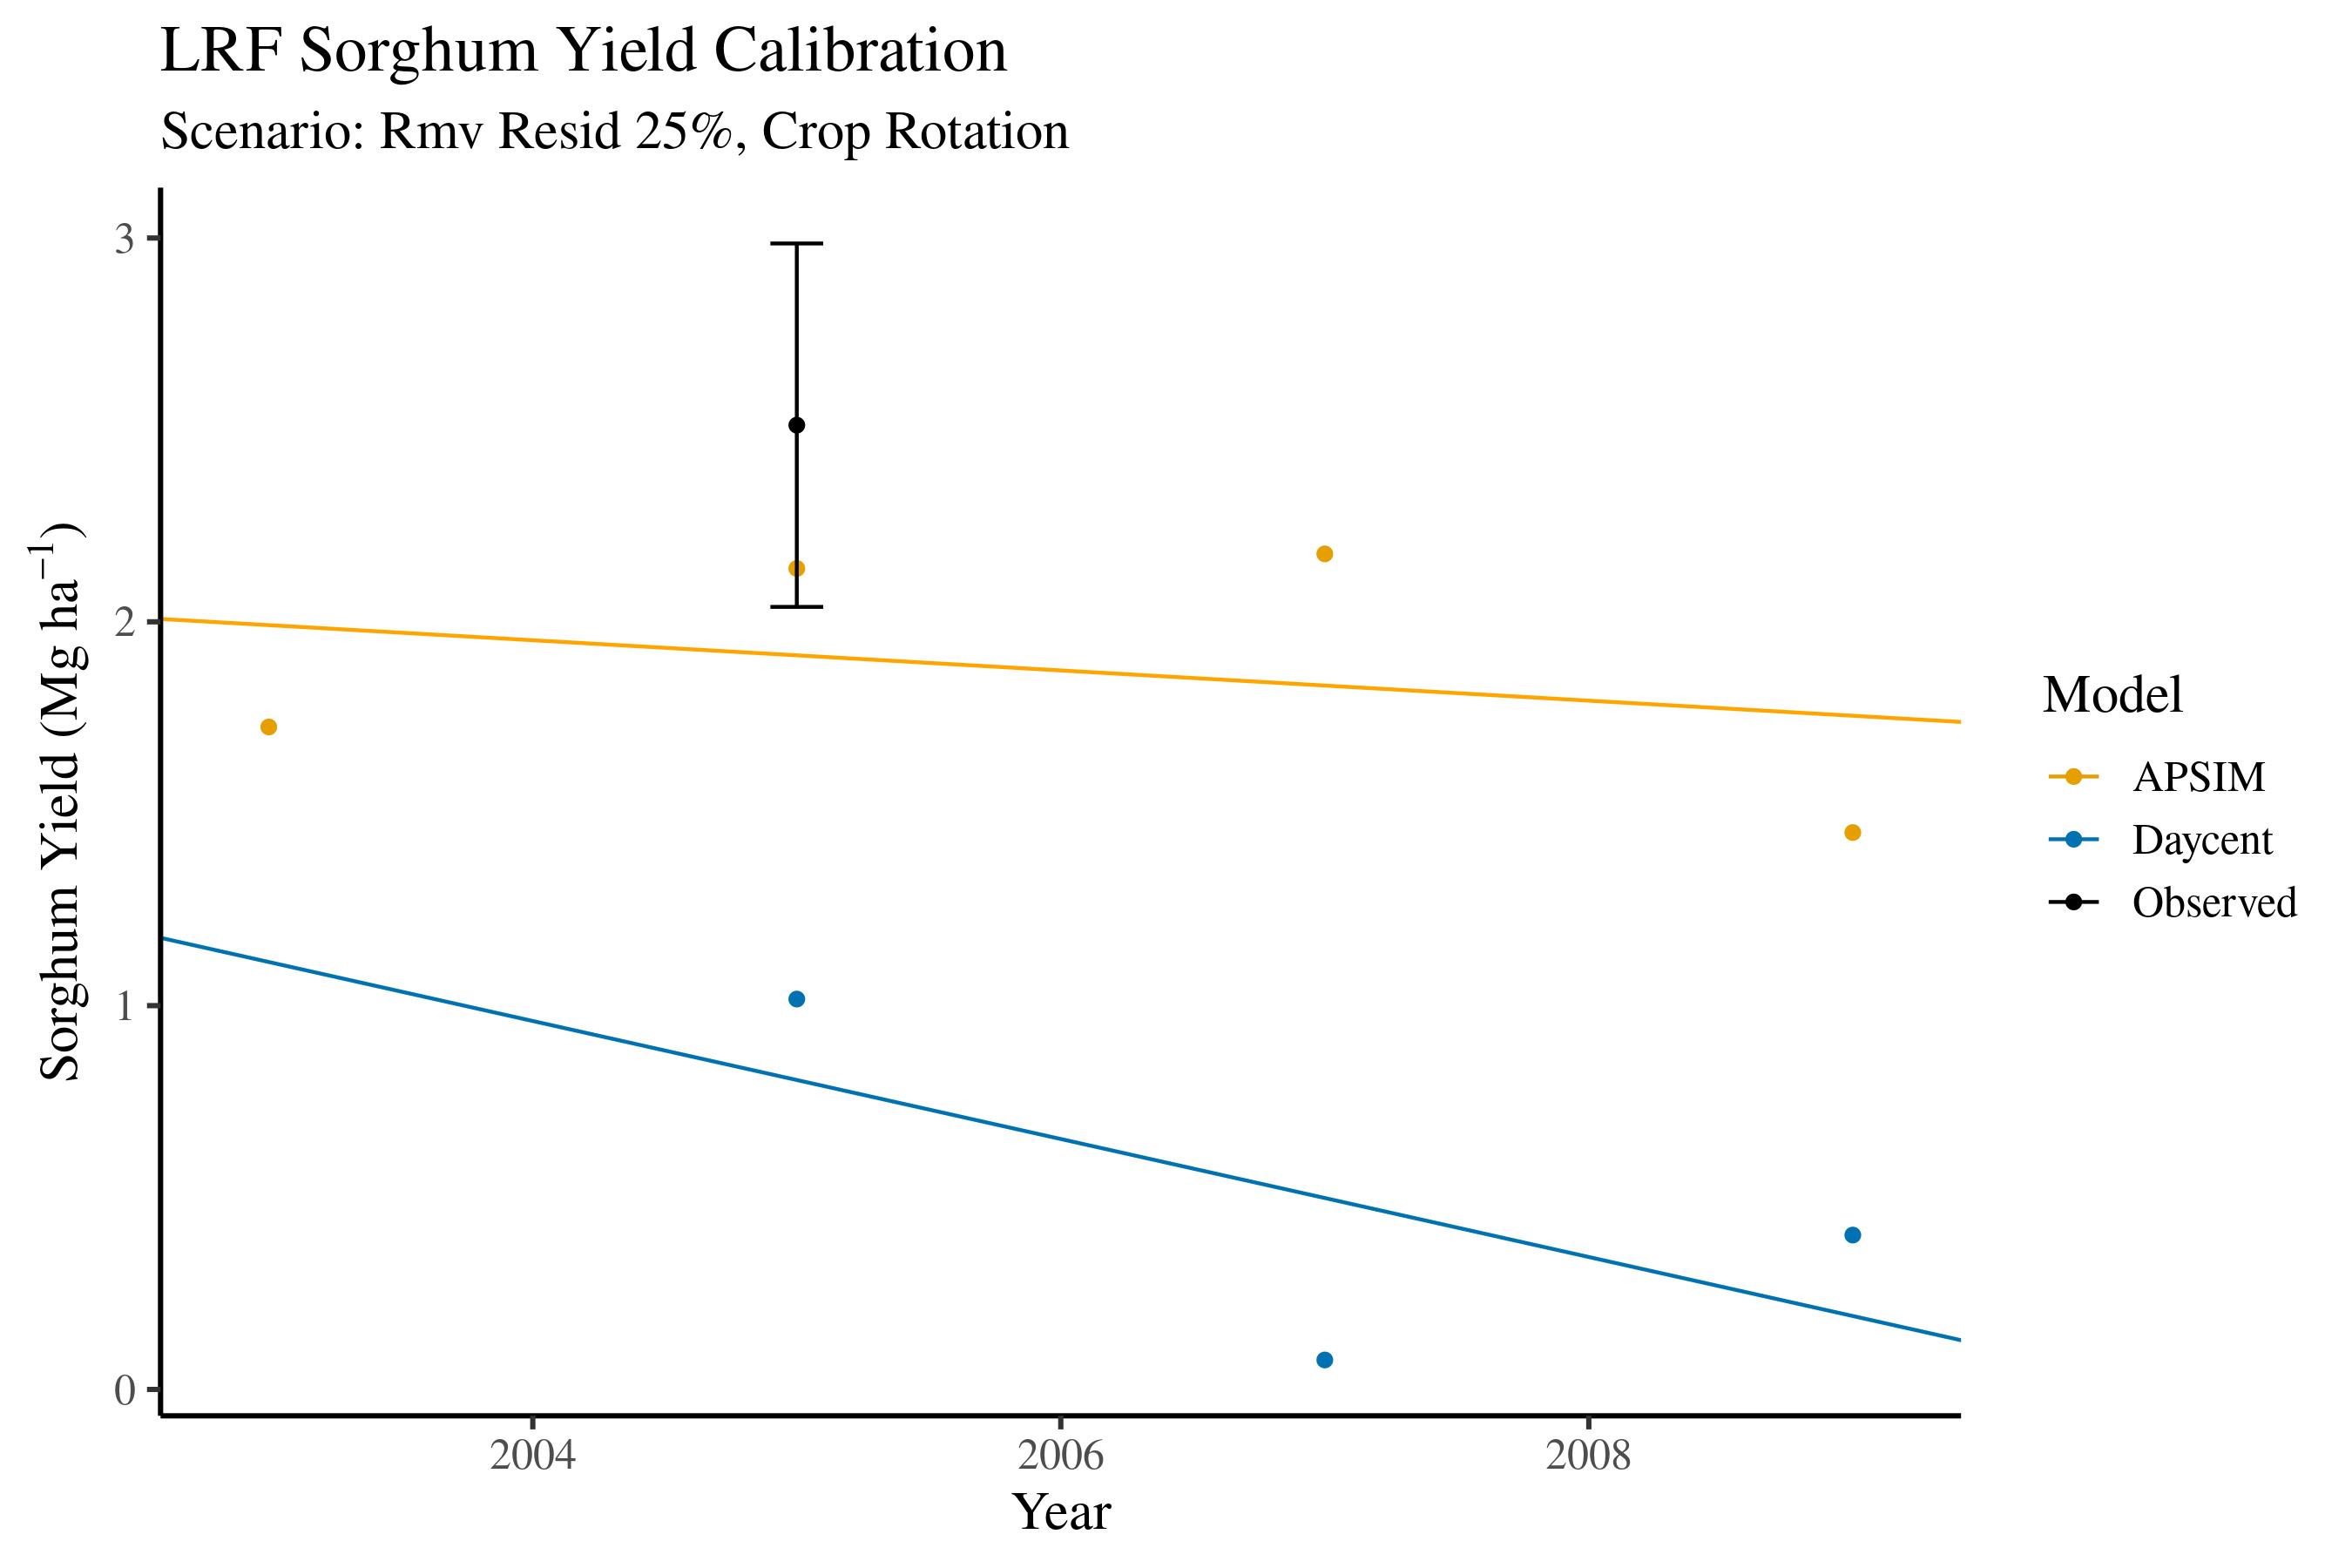 LRF Sorghum Yield Calibration
Scenario: Rmv Resid 25%, Crop Rotation
Sorghum Yield (Mg ha⁻¹)
3
2
1
0
2004
2006
2008
Year
Model
APSIM
Daycent
Observed